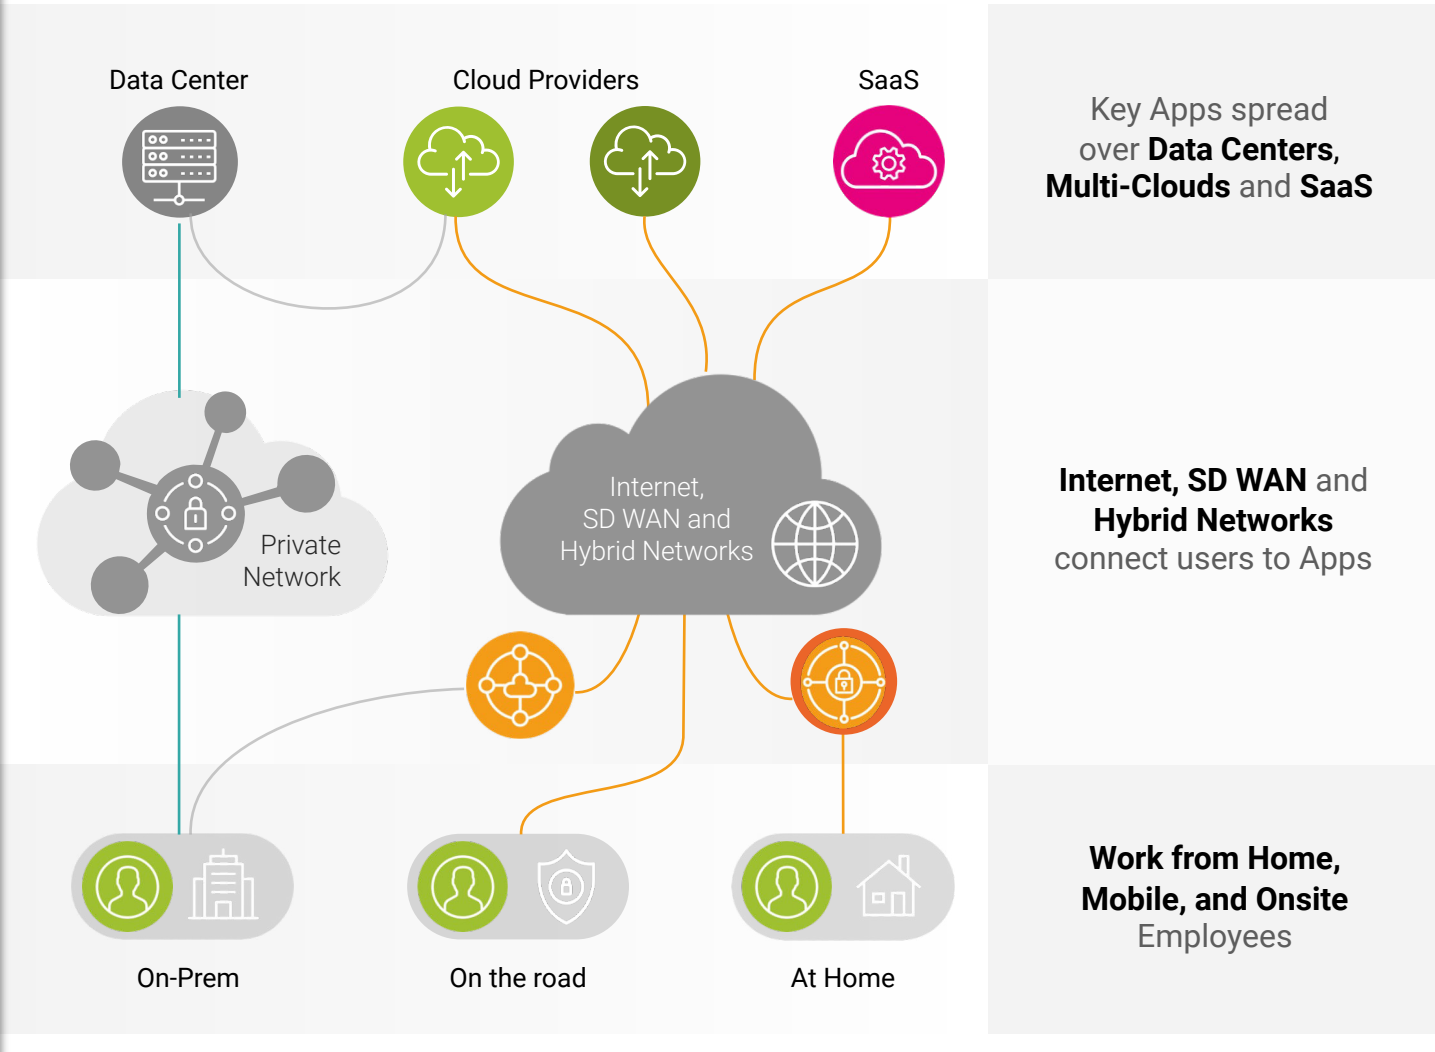 Data Center
Cloud Providers
SaaS
Key Apps spread
over Data Centers,
Multi-Clouds and SaaS
Private
Network
Internet,
SD WAN and
Hybrid Networks
Internet, SD WAN and
Hybrid Networks
connect users to Apps
On-Prem
On the road
At Home
Work from Home,
Mobile, and Onsite
Employees